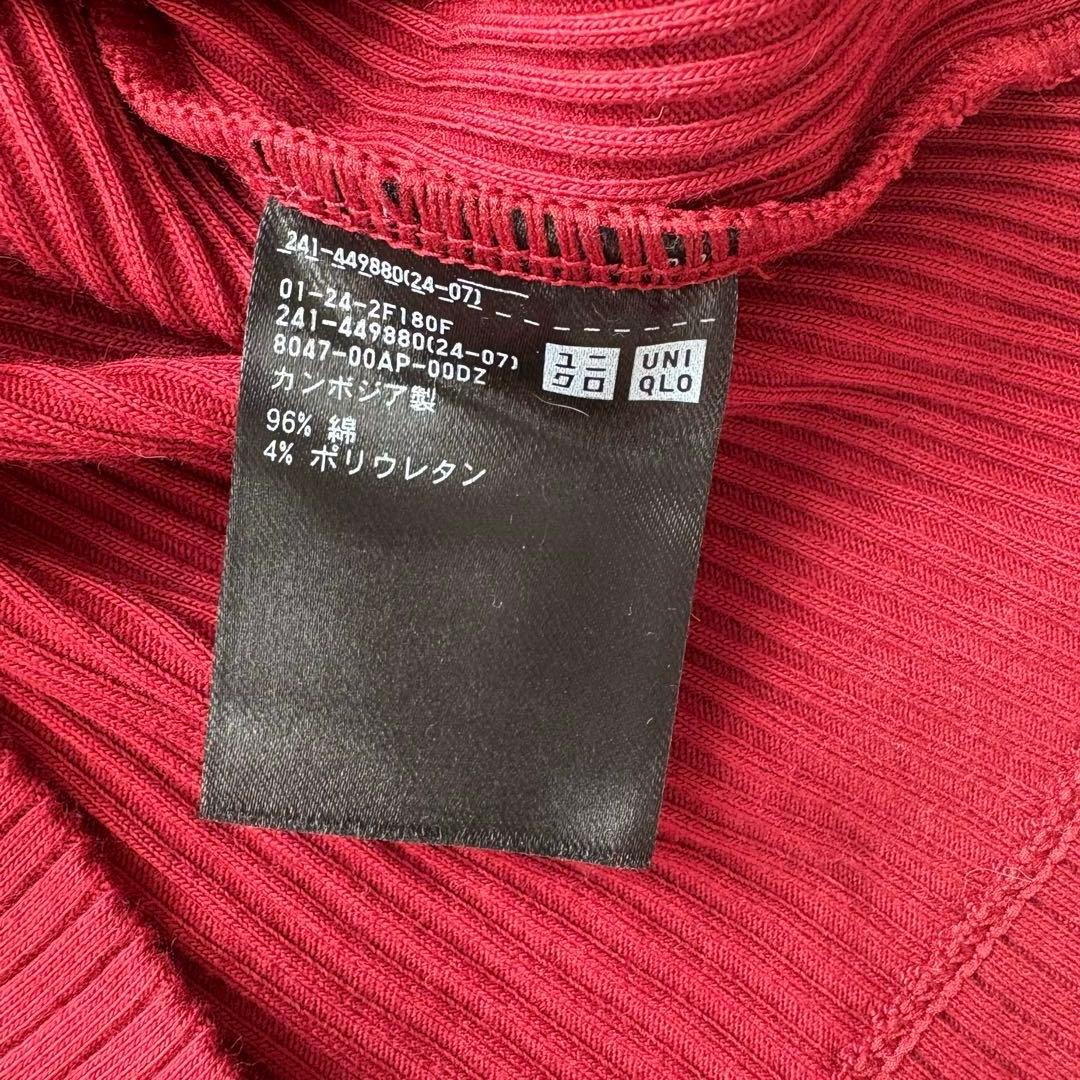 241-449880(24-07)
01-24-2F180F
241-449880(24-07)
8047-00AP-00DZ
カンボジア製
96% 綿
4% ポリウレタン
ユニ
クロ
UNI
QLO